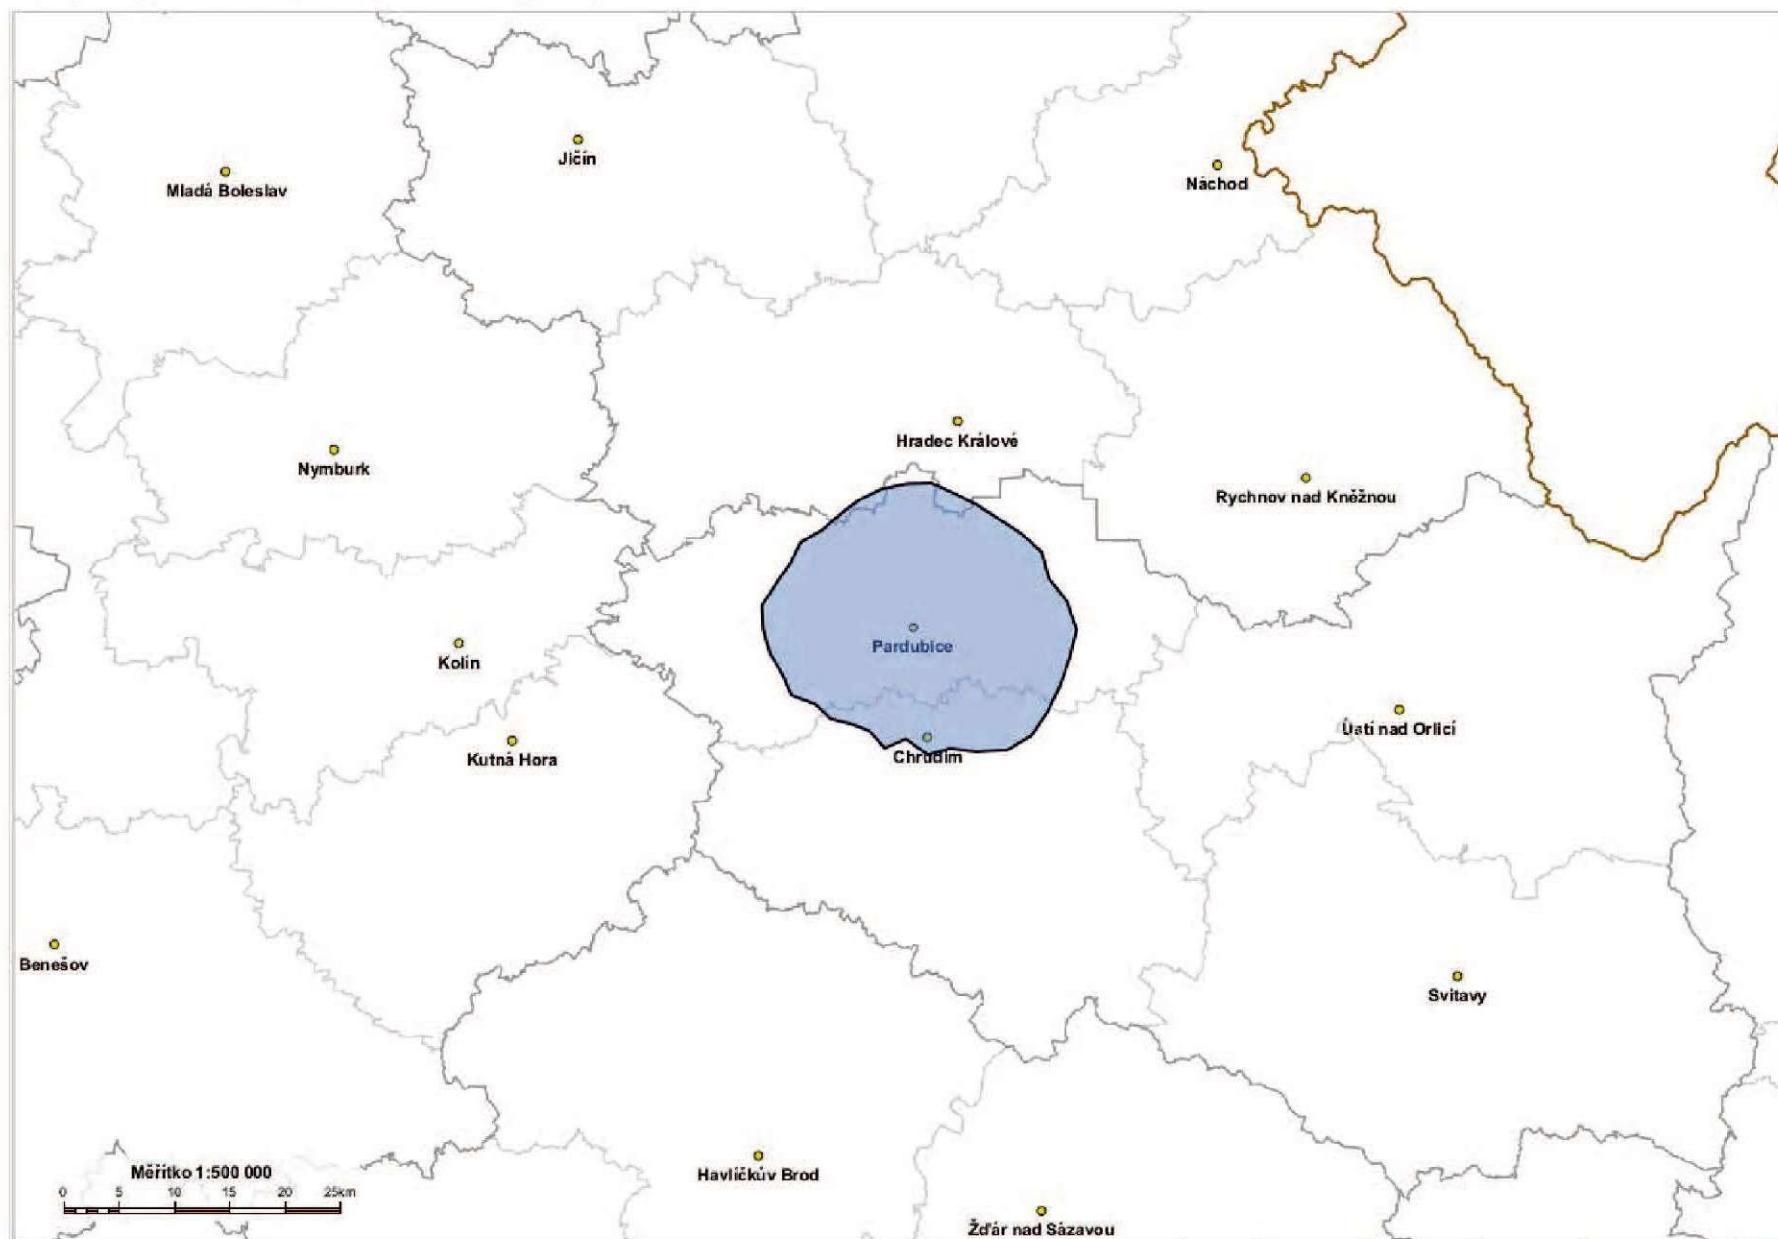 Jičín
Mladá Boleslav
Náchod
Hradec Králové
Nymburk
Rychnov nad Kněžnou
Pardubice
Kolín
Ústí nad Orlicí
Kutná Hora
Chrudim
Benešov
Svitavy
Měřítko 1:500 000
0 5 10 15 20 25km
Havlíčkův Brod
Žďár nad Sázavou